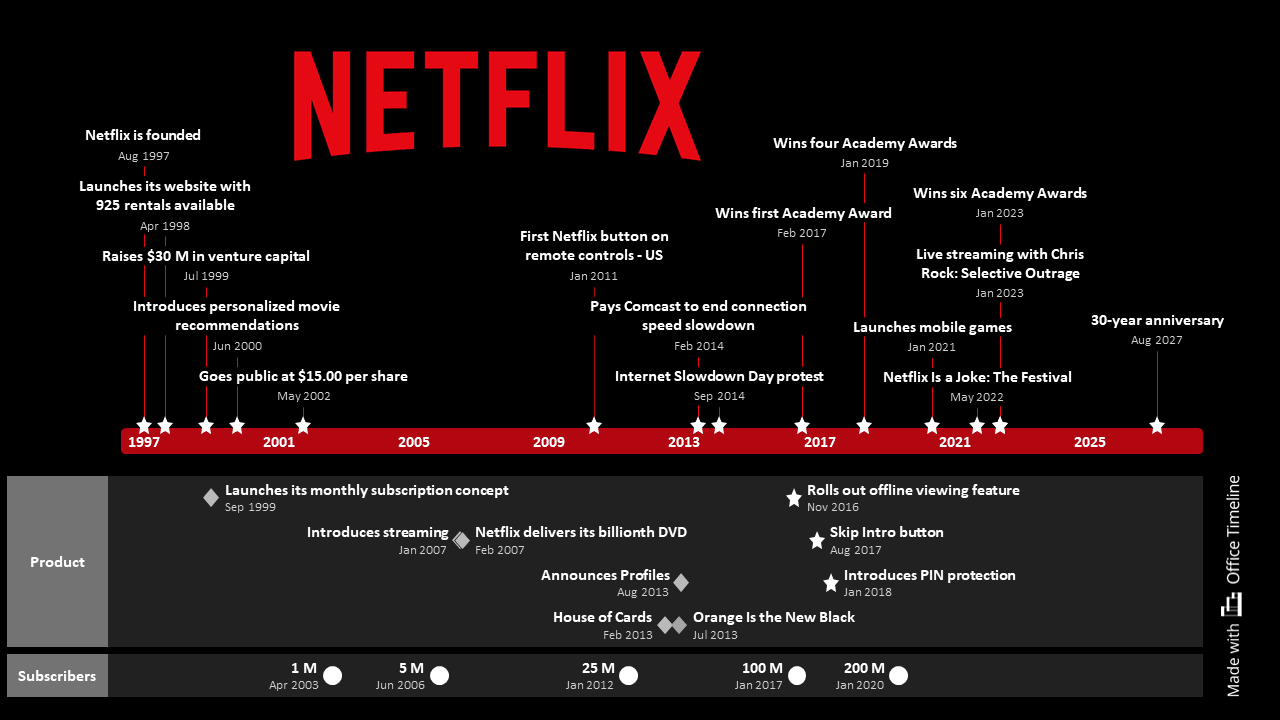 NETFLIX
Netflix is founded
Aug 1997
Launches its website with
925 rentals available
Apr 1998
Raises $30 M in venture capital
Jul 1999
Introduces personalized movie
recommendations
Jun 2000
Goes public at $15.00 per share
May 2002
First Netflix button on
remote controls - US
Jan 2011
Pays Comcast to end connection
speed slowdown
Feb 2014
Internet Slowdown Day protest
Sep 2014
Wins first Academy Award
Feb 2017
Wins four Academy Awards
Jan 2019
Launches mobile games
Jan 2021
Netflix Is a Joke: The Festival
May 2022
Wins six Academy Awards
Jan 2023
Live streaming with Chris
Rock: Selective Outrage
Jan 2023
30-year anniversary
Aug 2027
1997 2001 2005 2009 2013 2017 2021 2025
Product
Launches its monthly subscription concept
Sep 1999
Introduces streaming
Jan 2007
Netflix delivers its billionth DVD
Feb 2007
Announces Profiles
Aug 2013
House of Cards
Feb 2013
Orange Is the New Black
Jul 2013
Rolls out offline viewing feature
Nov 2016
Skip Intro button
Aug 2017
Introduces PIN protection
Jan 2018
Subscribers
1 M
Apr 2003
5 M
Jun 2006
25 M
Jan 2012
100 M
Jan 2017
200 M
Jan 2020
Made with Office Timeline